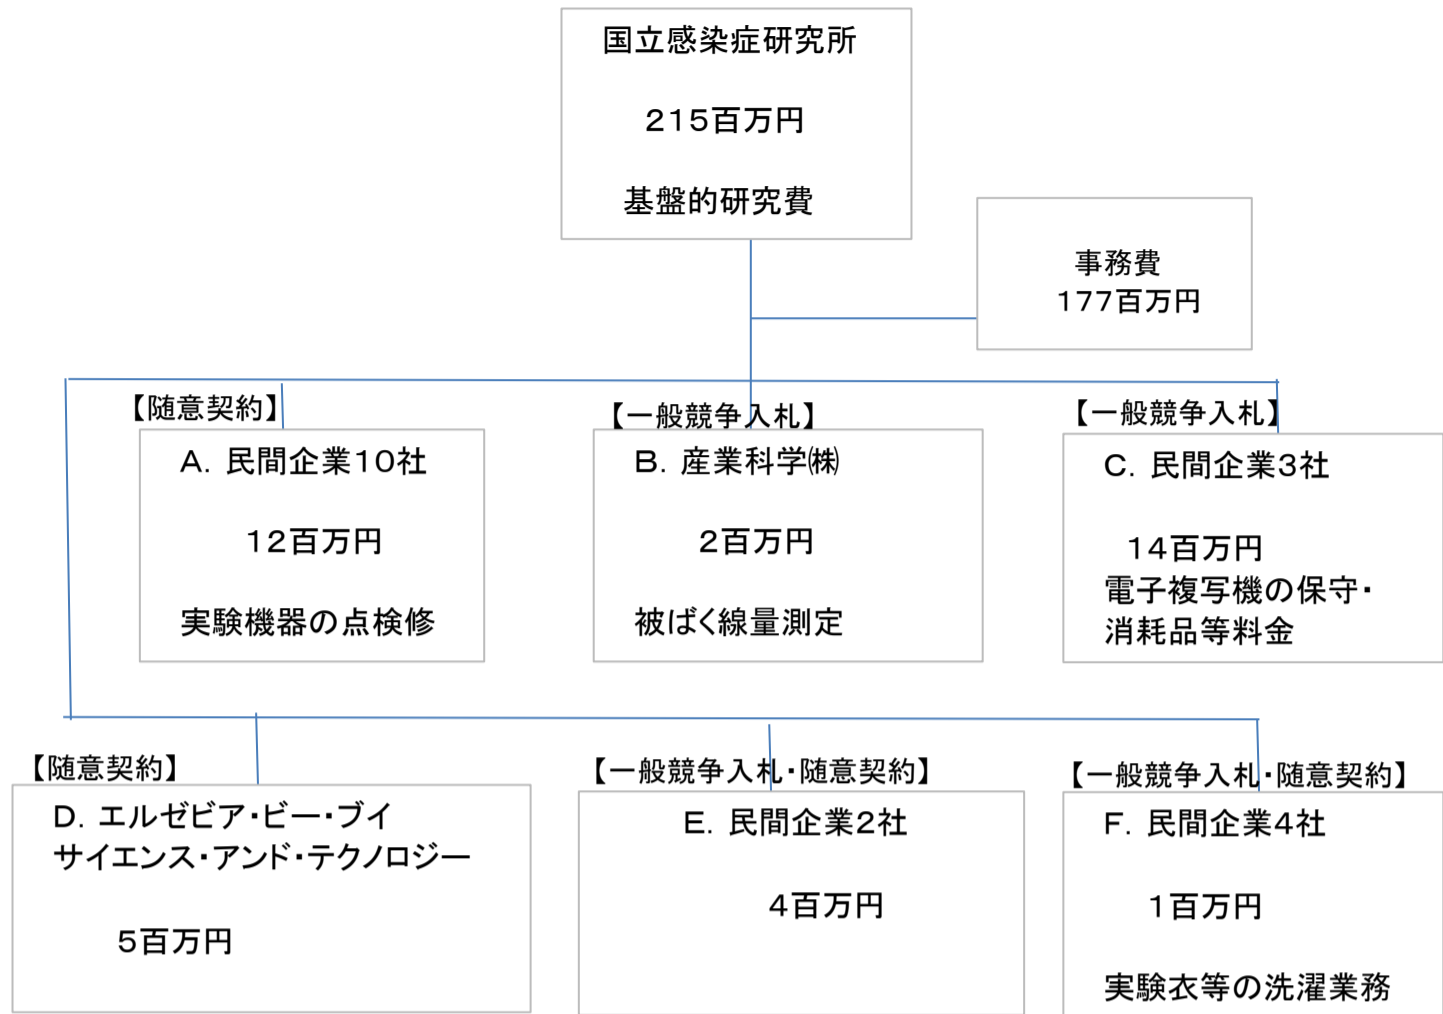 国立感染症研究所
215百万円
基盤的研究費
事務費
177百万円
【随意契約】
A. 民間企業10社
12百万円
実験機器の点検修
【一般競争入札】
B. 産業科学㈱
2百万円
被ばく線量測定
【一般競争入札】
C. 民間企業3社
14百万円
電子複写機の保守・
消耗品等料金
【随意契約】
D. エルゼビア・ビー・ブイ
サイエンス・アンド・テクノロジー
5百万円
【一般競争入札・随意契約】
E. 民間企業2社
4百万円
【一般競争入札・随意契約】
F. 民間企業4社
1百万円
実験衣等の洗濯業務